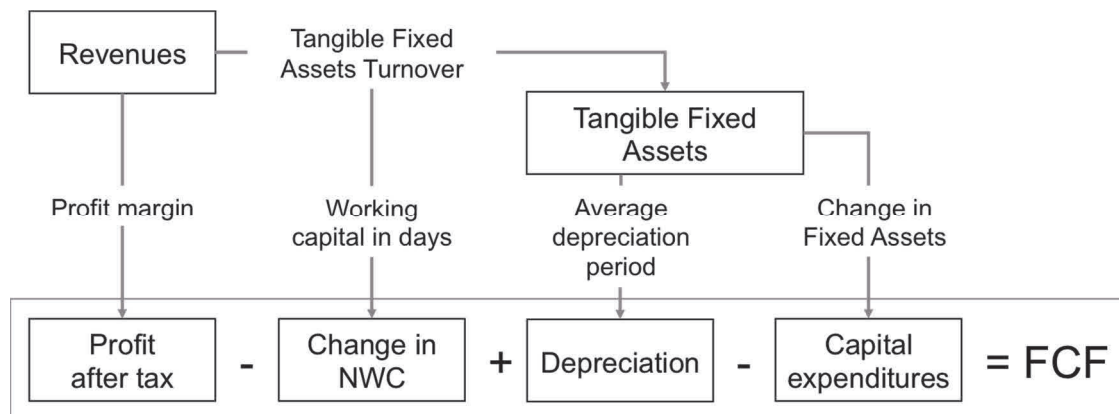 Revenues
Tangible Fixed
Assets Turnover
Tangible Fixed
Assets
Profit margin
Working
capital in days
Average
depreciation
period
Change in
Fixed Assets
Profit
after tax
-
Change in
NWC
+
Depreciation
-
Capital
expenditures
= FCF